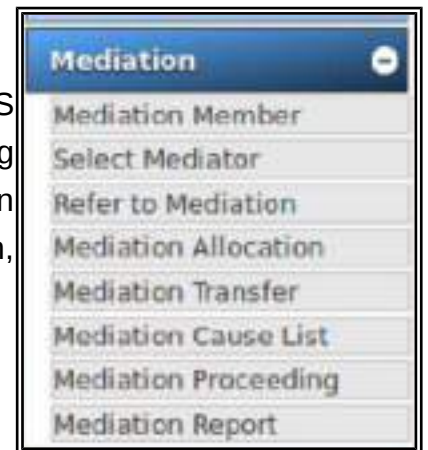 Mediation
S Mediation Member
g Select Mediator
n Refer to Mediation
n, Mediation Allocation
Mediation Transfer
Mediation Cause List
Mediation Proceeding
Mediation Report